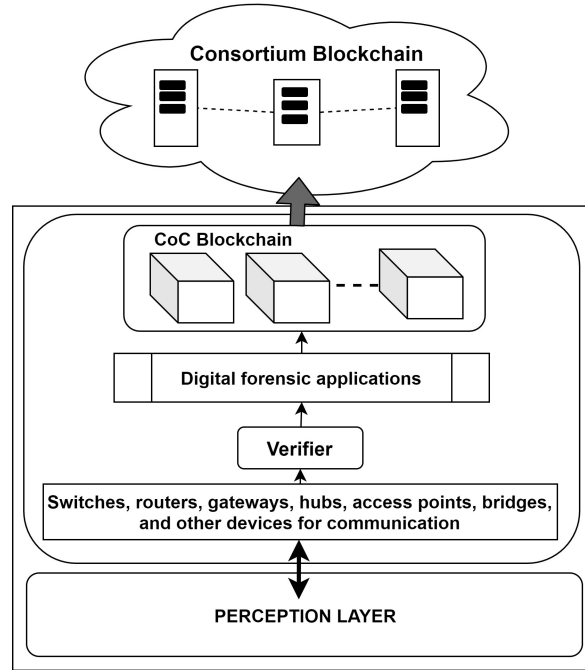 Consortium Blockchain
CoC Blockchain
Digital forensic applications
Verifier
Switches, routers, gateways, hubs, access points, bridges,
and other devices for communication
PERCEPTION LAYER